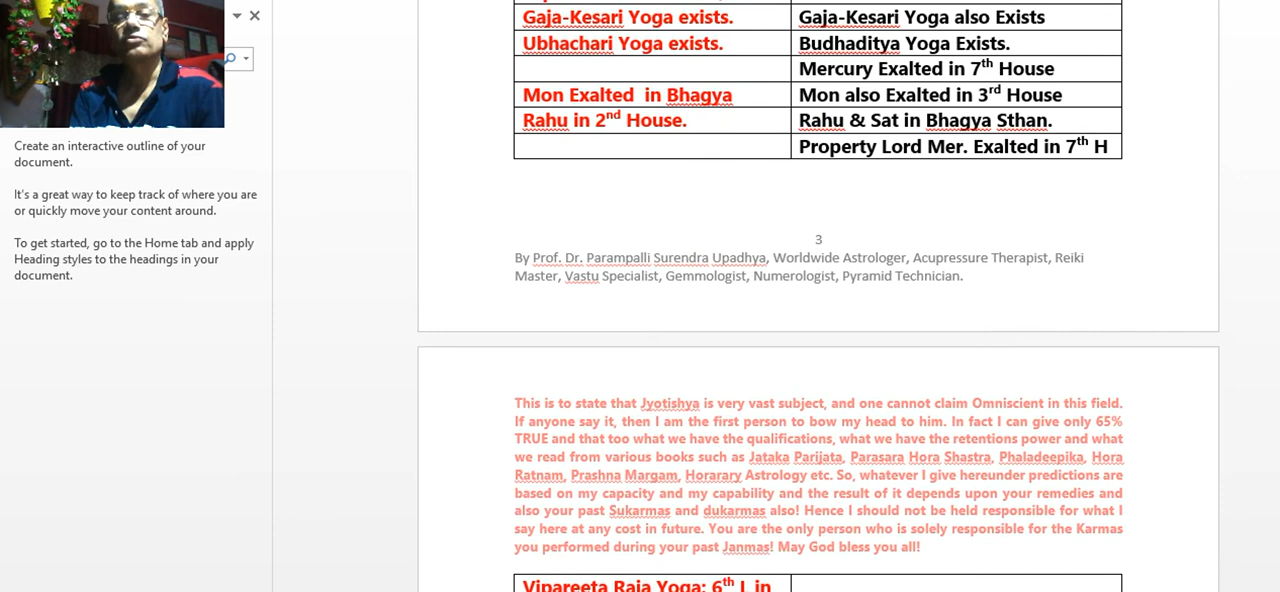 Create an interactive outline of your
document.
It's a great way to keep track of where you are
or quickly move your content around.
To get started, go to the Home tab and apply
Heading styles to the headings in your
document.
Gaja-Kesari Yoga exists. Gaja-Kesari Yoga also Exists
Ubhachari Yoga exists. Budhaditya Yoga Exists.
Mercury Exalted in 7th House
Mon Exalted in Bhagya Mon also Exalted in 3rd House
Rahu in 2nd House. Rahu & Sat in Bhagya Sthan.
Property Lord Mer. Exalted in 7th H
3
By Prof. Dr. Parampalli Surendra Upadhya, Worldwide Astrologer, Acupressure Therapist, Reiki
Master, Vastu Specialist, Gemmologist, Numerologist, Pyramid Technician.
This is to state that Jyotishya is very vast subject, and one cannot claim Omniscient in this field.
If anyone say it, then I am the first person to bow my head to him. In fact I can give only 65%
TRUE and that too what we have the qualifications, what we have the retentions power and what
we read from various books such as Jataka Parijata, Parasara Hora Shastra, Phaladeepika, Hora
Ratnam, Prashna Margam, Horarary Astrology etc. So, whatever I give hereunder predictions are
based on my capacity and my capability and the result of it depends upon your remedies and
also your past Sukarmas and dukarmas also! Hence I should not be held responsible for what I
say here at any cost in future. You are the only person who is solely responsible for the Karmas
you performed during your past Janmas! May God bless you all!
Vipareeta Raja Yoga: 6th L in